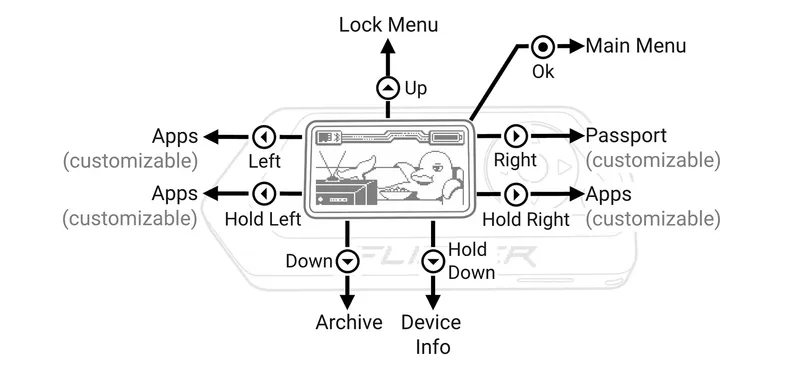 Lock Menu
Up
Main Menu
Ok
Apps
(customizable)
Left
Right
Passport
(customizable)
Apps
(customizable)
Hold Left
Hold Right
Apps
(customizable)
Down
Hold
Down
FLIPPER
Archive
Device
Info